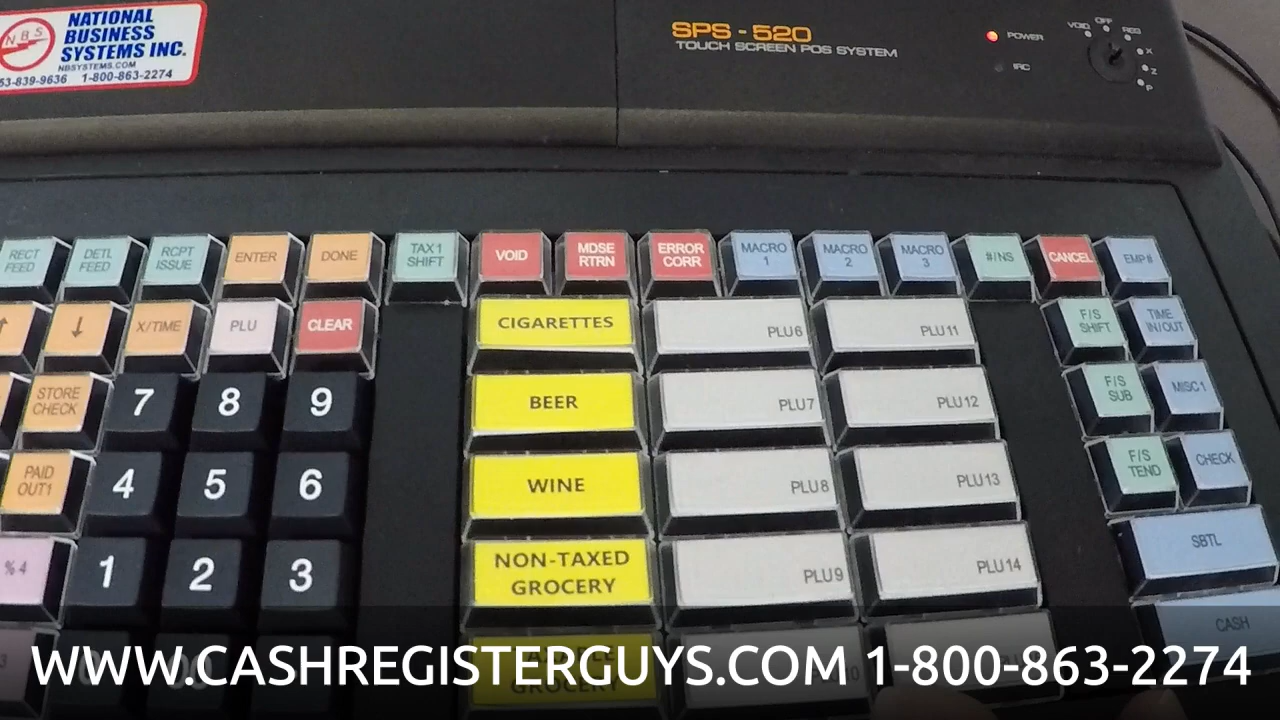 NATIONAL
BUSINESS
SYSTEMS INC.
NBS
NBSYSTEMS.COM
53-839-9636 1-800-863-2274
SPS - 520
TOUCH SCREEN POS SYSTEM
POWER
IRC
VOID
OFF
REG
X
Z
P
RECT
FEED
DETL
FEED
RCPT
ISSUE
ENTER
DONE
TAX1
SHIFT
VOID
MDSE
RTRN
ERROR
CORR
MACRO
1
MACRO
2
MACRO
3
#/NS
CANCEL
EMP#
↑
↓
X/TIME
PLU
CLEAR
CIGARETTES
PLU6
PLU11
F/S
SHIFT
TIME
IN/OUT
STORE
CHECK
7
8
9
BEER
PLU7
PLU12
F/S
SUB
MISC1
PAID
OUT1
4
5
6
WINE
PLU8
PLU13
F/S
TEND
CHECK
%4
1
2
3
NON-TAXED
GROCERY
PLU9
PLU14
SBTL
CASH
GROCERY
WWW.CASHREGISTERGUYS.COM 1-800-863-2274